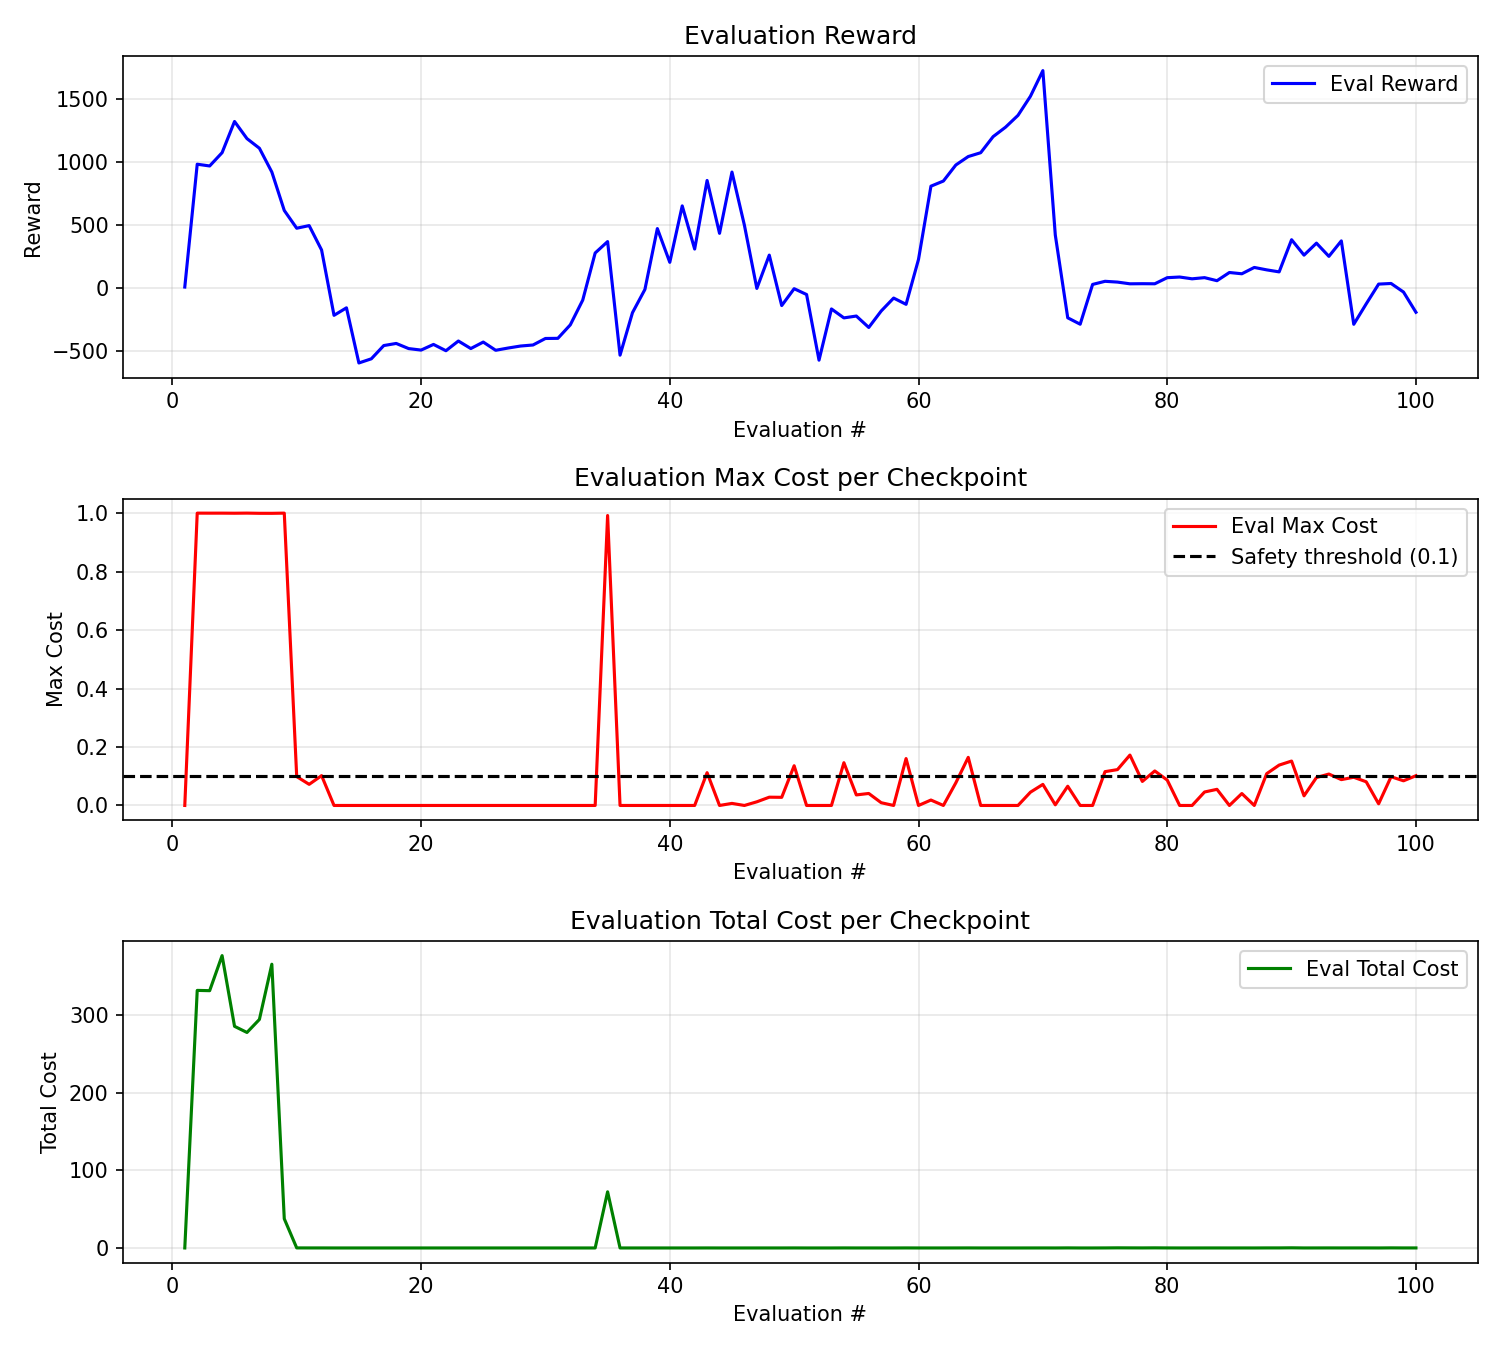 Evaluation Reward
Eval Reward
1500
1000
500
0
−500
Reward
0 20 40 60 80 100
Evaluation #
Evaluation Max Cost per Checkpoint
Eval Max Cost
Safety threshold (0.1)
1.0
0.8
0.6
0.4
0.2
0.0
Max Cost
0 20 40 60 80 100
Evaluation #
Evaluation Total Cost per Checkpoint
Eval Total Cost
300
200
100
0
Total Cost
0 20 40 60 80 100
Evaluation #